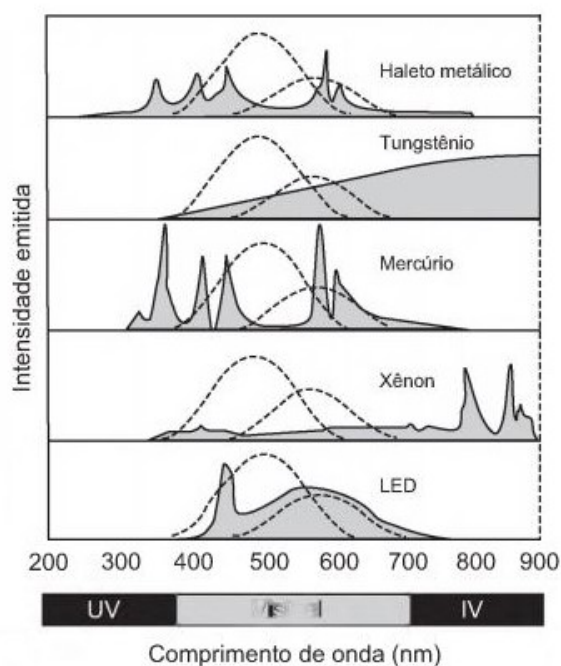 Haleto metálico
Tungstênio
Mercúrio
Xênon
LED
Intensidade emitida
200 300 400 500 600 700 800 900
UV IV
Comprimento de onda (nm)